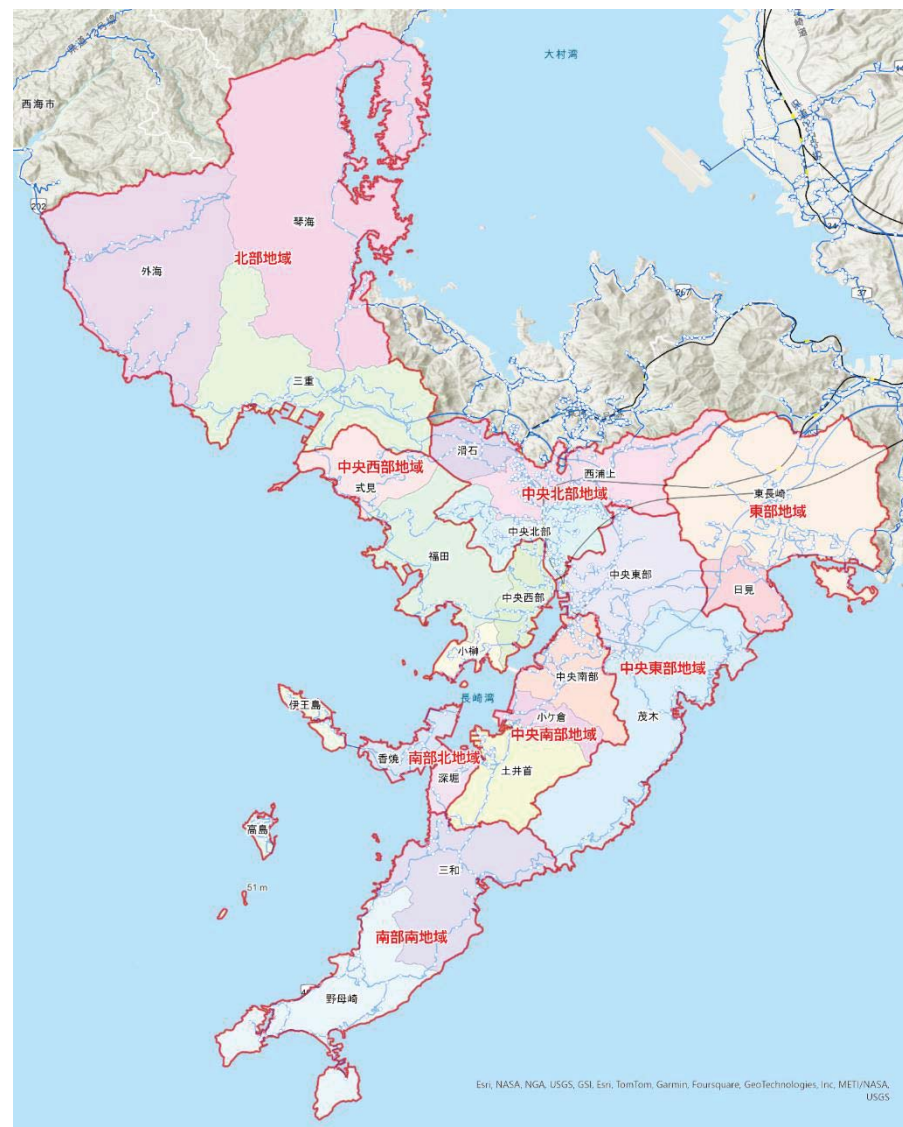 大村湾
西海市
202
琴海
34
北部地域
外海
37
207
三重
滑石
中央西部地域
西浦上
式見
中央北部地域
東長崎
東部地域
中央北部
福田
中央東部
日見
中央西部
小榊
中央東部地域
中央南部
長崎湾
伊王島
小ケ倉
茂木
中央南部地域
香焼
南部北地域
土井首
深堀
高島
三和
51 m
南部南地域
野母崎
Esri, NASA, NGA, USGS, GSI, Esri, TomTom, Garmin, Foursquare, GeoTechnologies, Inc, METI/NASA,
USGS